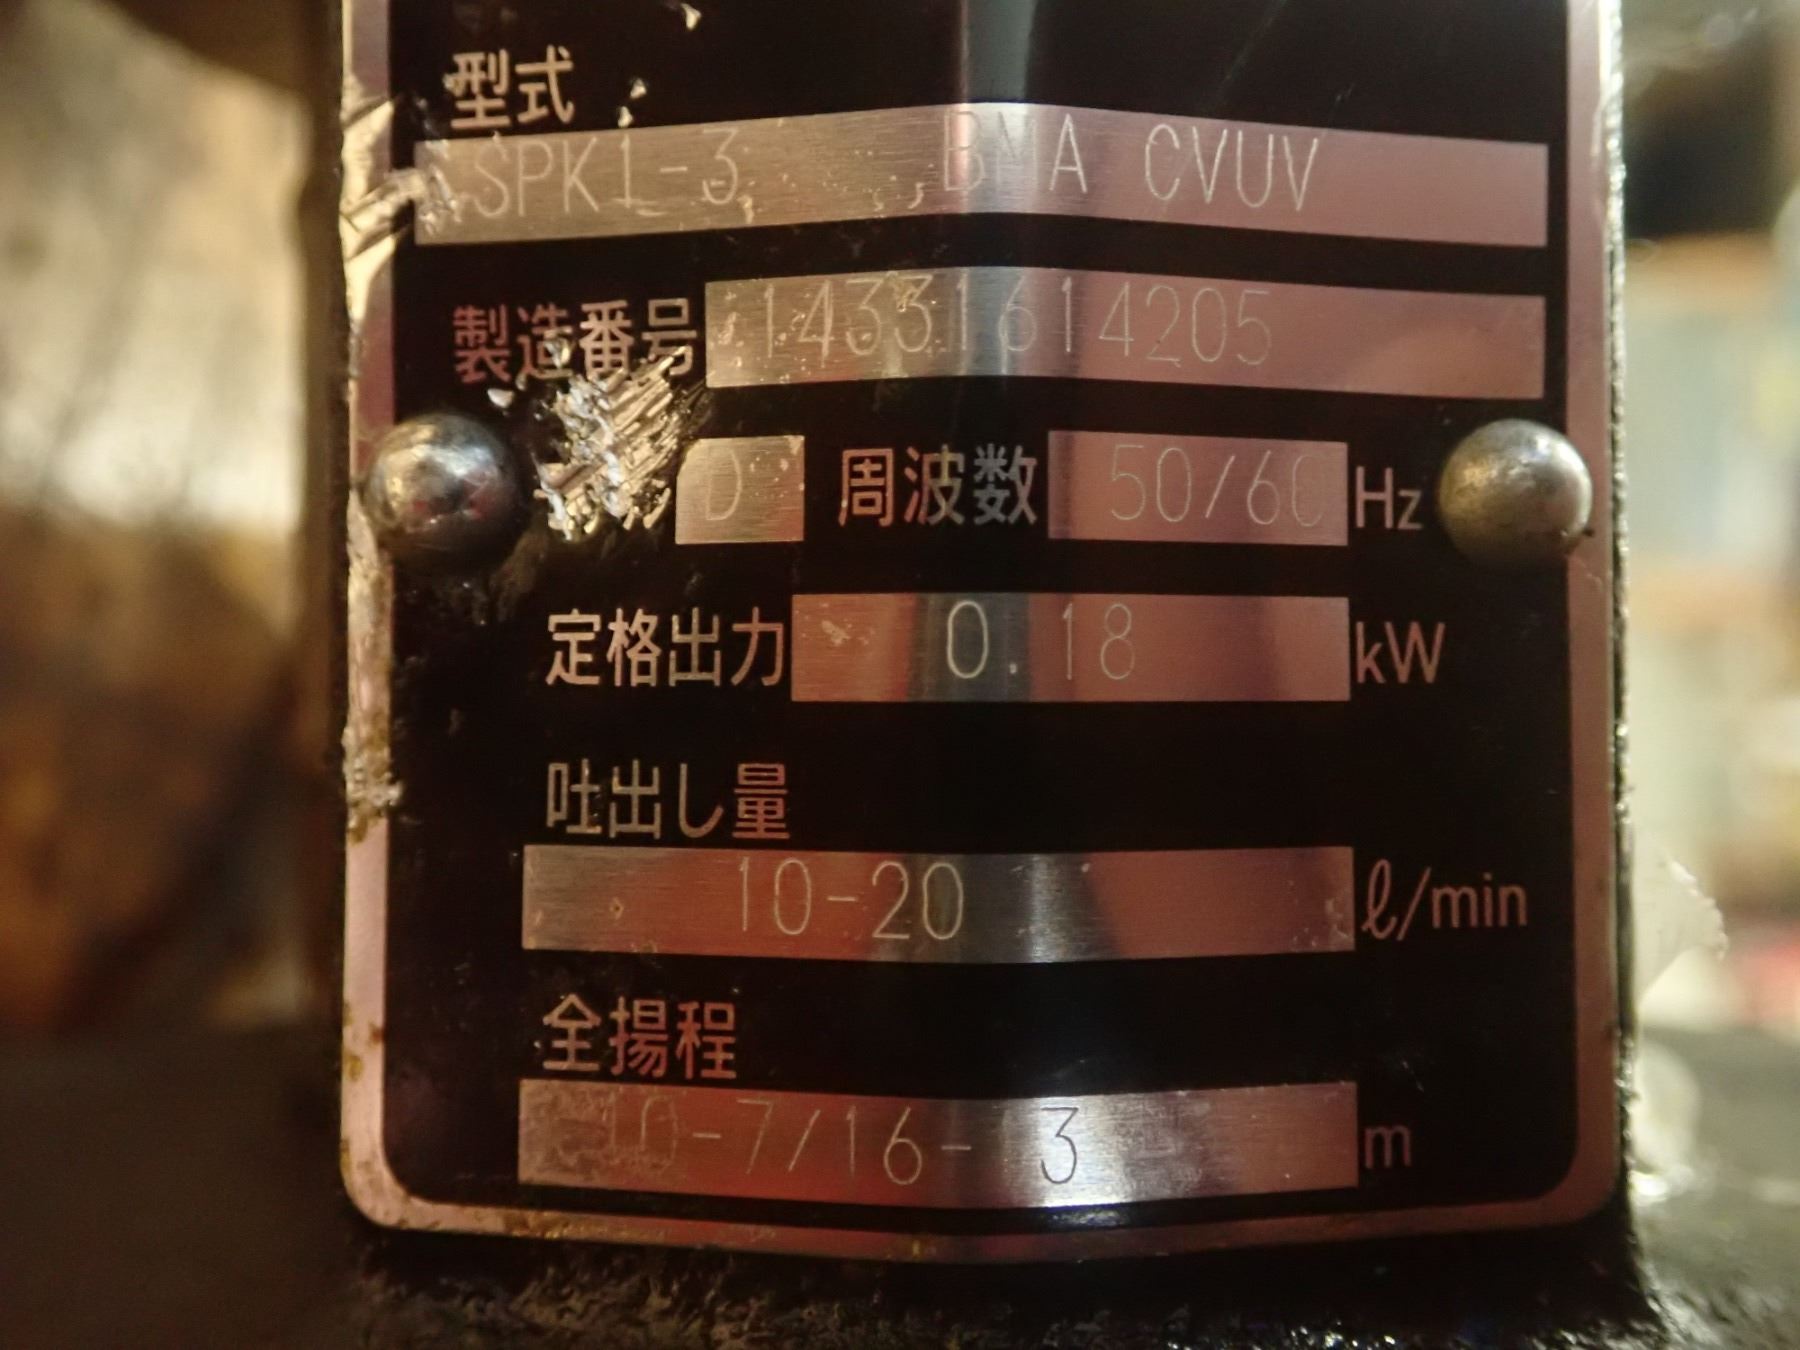 型式
SPK1-3 BMA CVUV
製造番号 14331614205
D 周波数 50/60 Hz
定格出力 0.18 kW
吐出し量
10-20 ℓ/min
全揚程
10-7/16-3 m